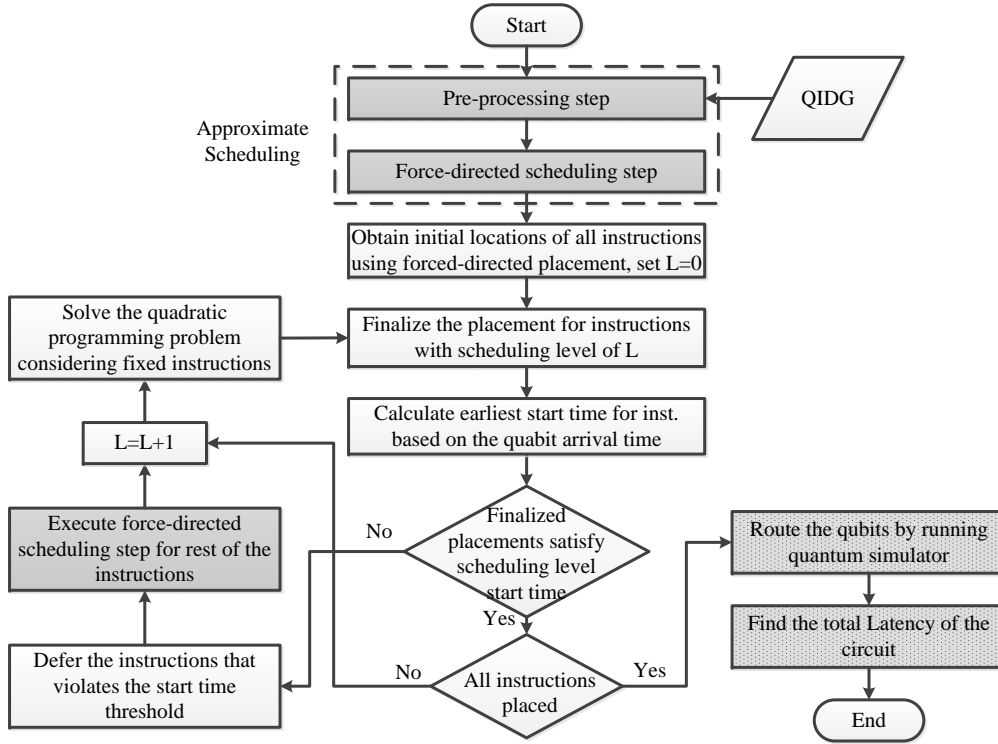 Start
Pre-processing step
QIDG
Approximate
Scheduling
Force-directed scheduling step
Obtain initial locations of all instructions
using forced-directed placement, set L=0
Solve the quadratic
programming problem
considering fixed instructions
Finalize the placement for instructions
with scheduling level of L
Calculate earliest start time for inst.
based on the quabit arrival time
L=L+1
Execute force-directed
scheduling step for rest of the
instructions
No
Finalized
placements satisfy
scheduling level
start time
Route the qubits by running
quantum simulator
Yes
Find the total Latency of the
circuit
Defer the instructions that
violates the start time
threshold
No
All instructions
placed
Yes
End